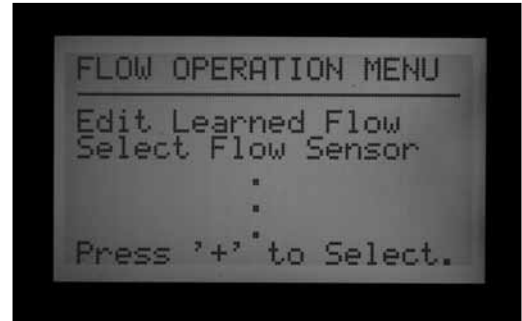 FLOW OPERATION MENU
Edit Learned Flow
Select Flow Sensor
.
.
.
Press '+' to Select.